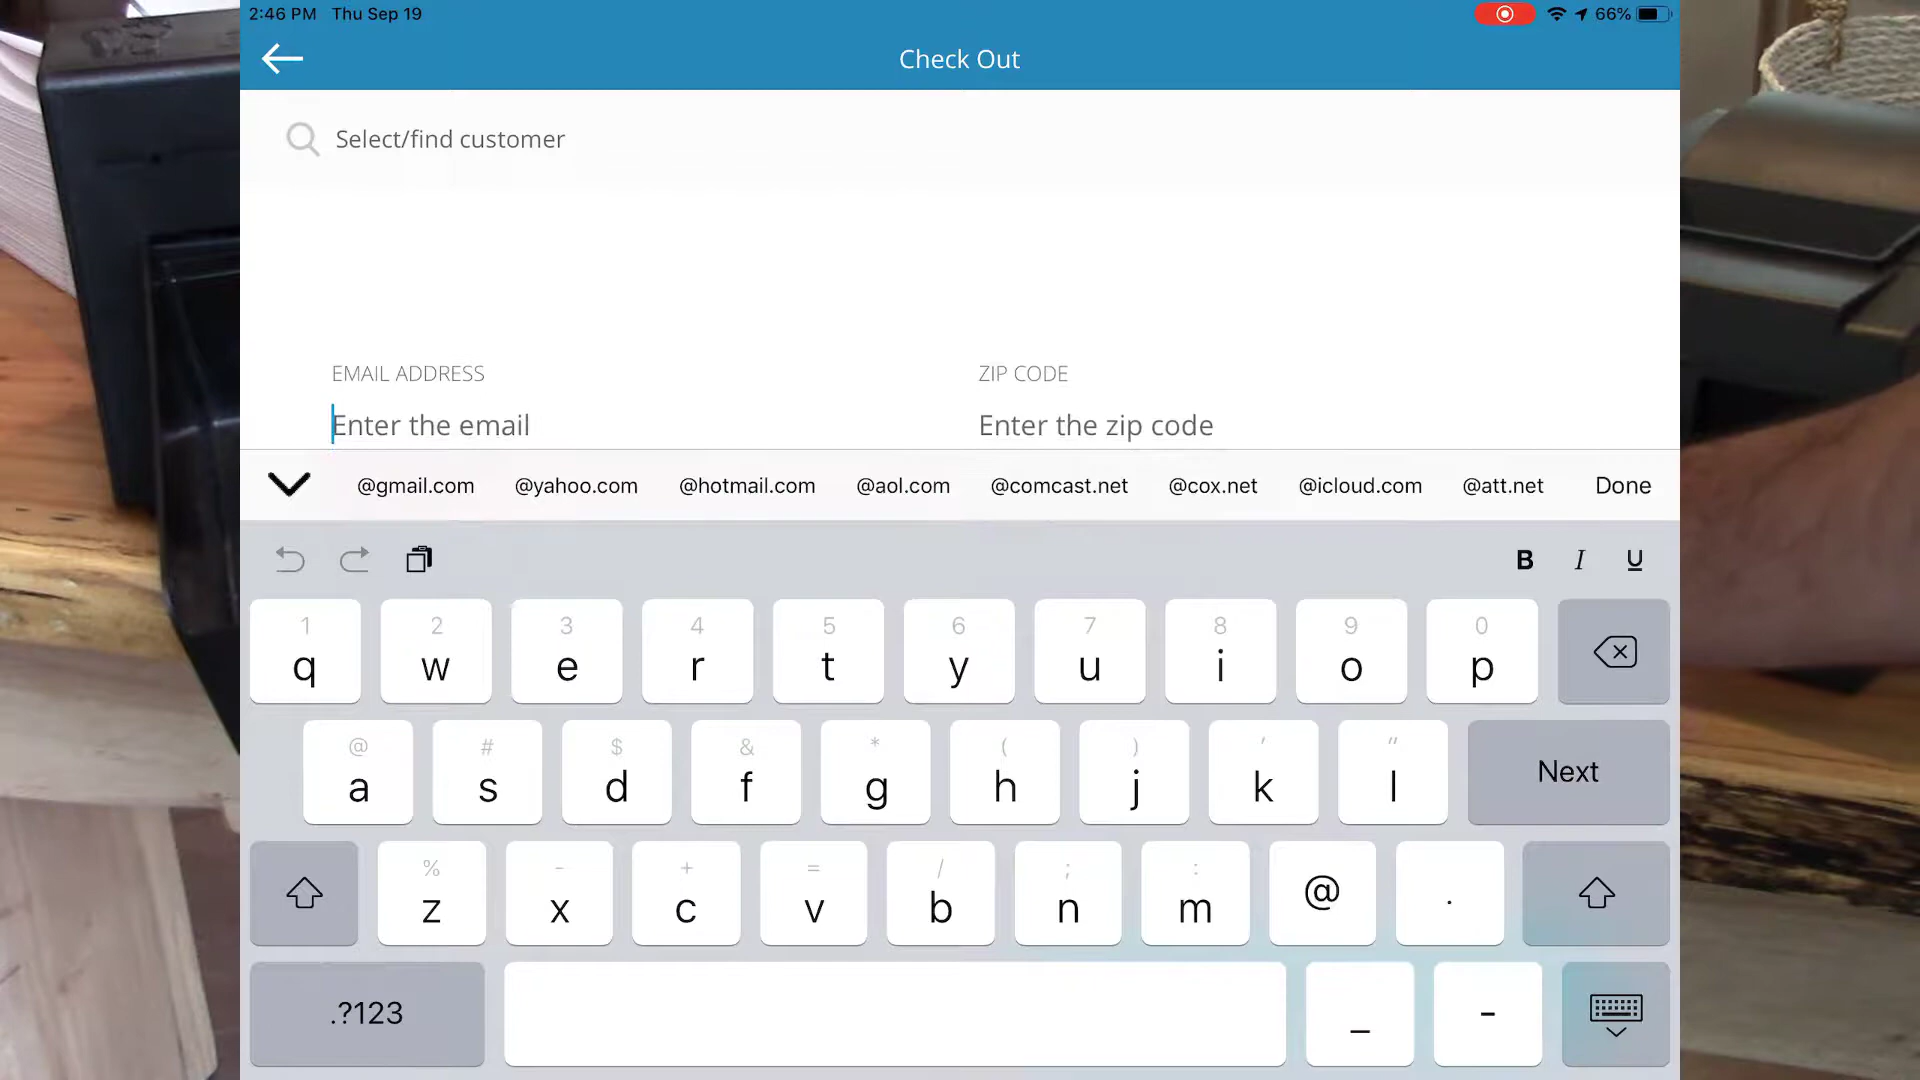 2:46 PM Thu Sep 19 66%
Check Out
Select/find customer
EMAIL ADDRESS ZIP CODE
Enter the email Enter the zip code
@gmail.com @yahoo.com @hotmail.com @aol.com @comcast.net @cox.net @icloud.com @att.net Done
B I U
1 2 3 4 5 6 7 8 9 0
q w e r t y u i o p
@ # $ & * ( ) ' "
a s d f g h j k l Next
% - + = / ; :
z x c v b n m @ .
.?123 _ -